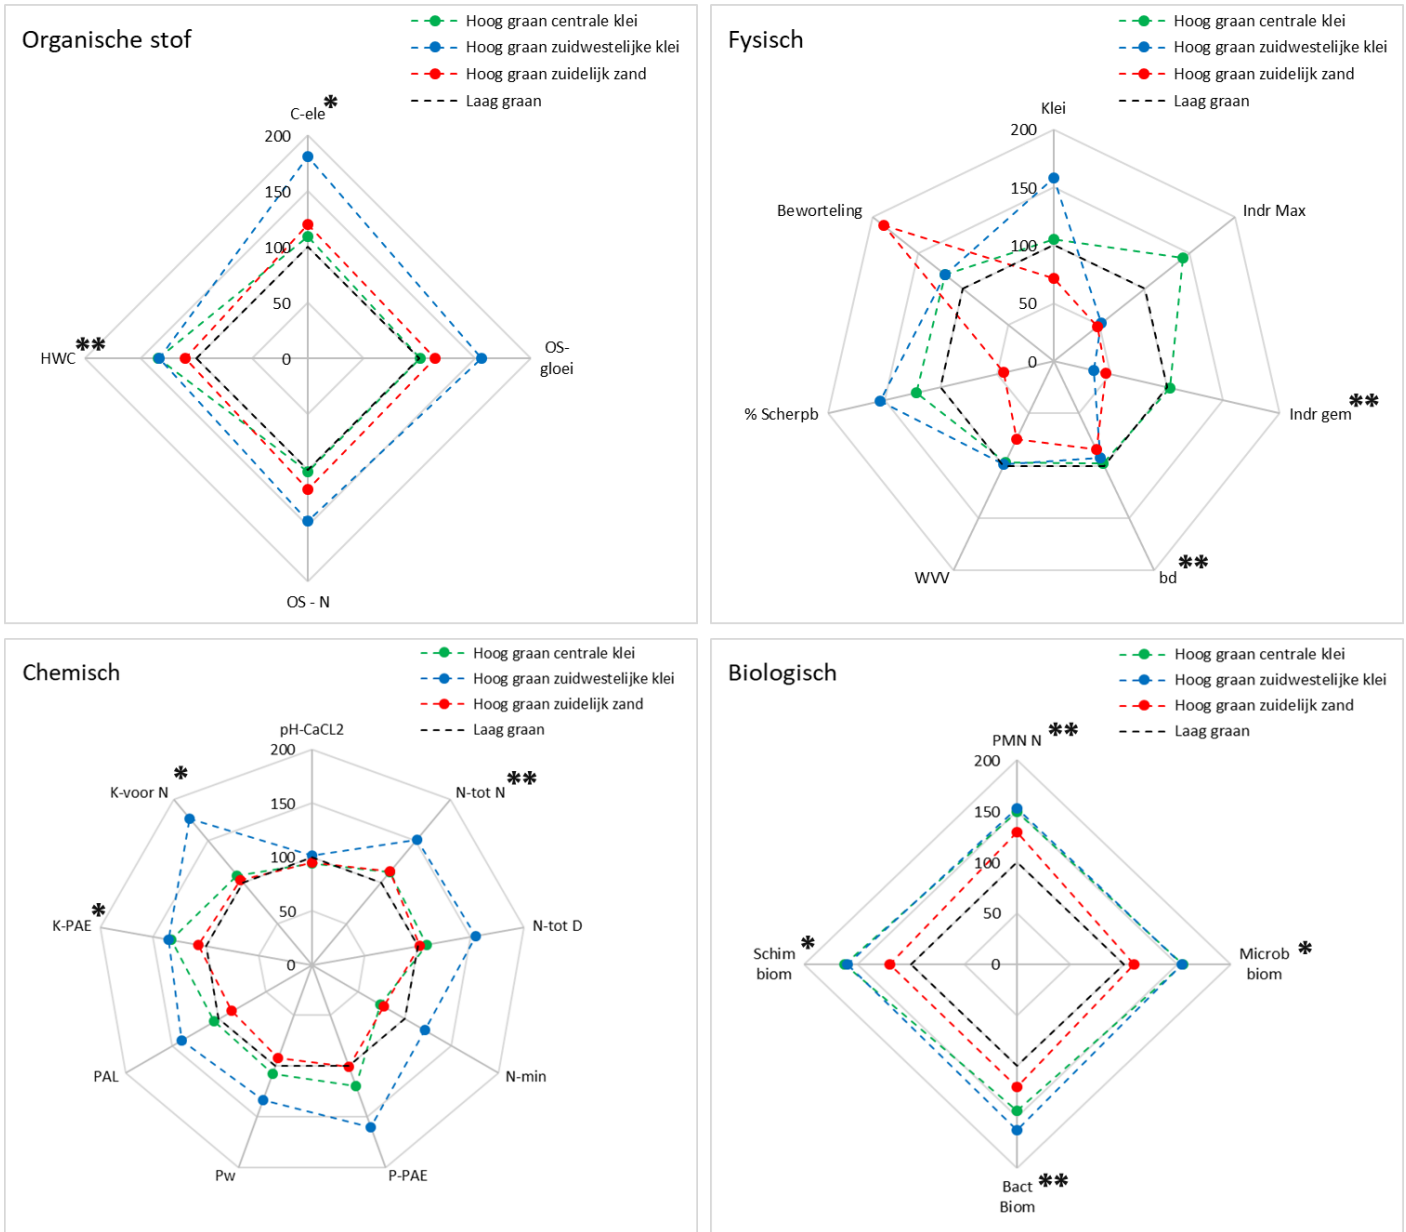 Organische stof
Hoog graan centrale klei
Hoog graan zuidwestelijke klei
Hoog graan zuidelijk zand
Laag graan
C-ele *
200
150
100
50
0
HWC **
OS-
gloei
OS - N
Fysisch
Hoog graan centrale klei
Hoog graan zuidwestelijke klei
Hoog graan zuidelijk zand
Laag graan
Klei
200
150
100
50
0
Beworteling
Indr Max
% Scherpb
Indr gem **
WVV
bd **
Chemisch
Hoog graan centrale klei
Hoog graan zuidwestelijke klei
Hoog graan zuidelijk zand
Laag graan
pH-CaCL2
200
150
100
50
0
K-voor N *
N-tot N **
K-PAE *
N-tot D
PAL
N-min
Pw
P-PAE
Biologisch
Hoog graan centrale klei
Hoog graan zuidwestelijke klei
Hoog graan zuidelijk zand
Laag graan
PMN N **
200
150
100
50
0
Schim *
biom
Microb *
biom
Bact **
Biom